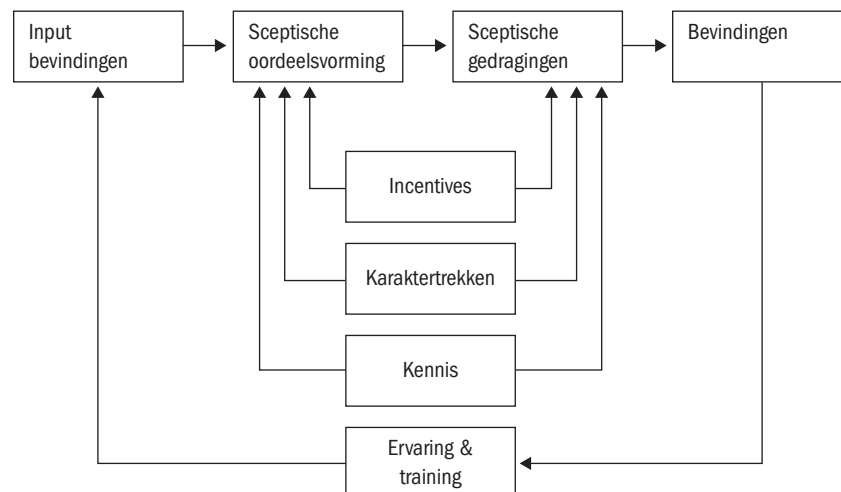 Input
bevindingen
Sceptische
oordeelsvorming
Sceptische
gedragingen
Bevindingen
Incentives
Karaktertrekken
Kennis
Ervaring &
training